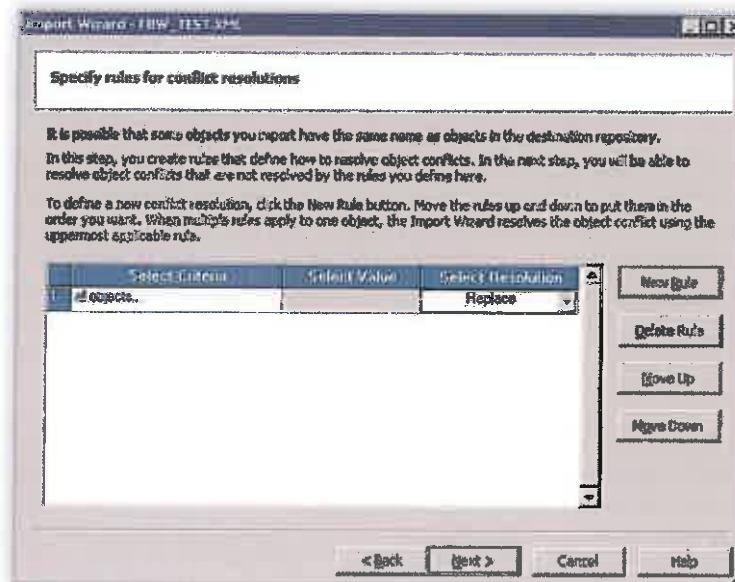 Import Wizard - TBW_TEST.XML
Specify rules for conflict resolutions
It is possible that some objects you import have the same name as objects in the destination repository.
In this step, you create rules that define how to resolve object conflicts. In the next step, you will be able to
resolve object conflicts that are not resolved by the rules you define here.
To define a new conflict resolution, click the New Rule button. Move the rules up and down to put them in the
order you want. When multiple rules apply to one object, the Import Wizard resolves the object conflict using the
uppermost applicable rule.
Select Criteria Select Value Select Resolution
1 all objects.. Replace
New Rule
Delete Rule
Move Up
Move Down
< Back Next > Cancel Help